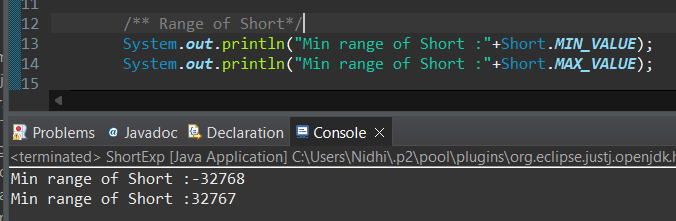 11
12 /** Range of Short*/
13 System.out.println("Min range of Short :"+Short.MIN_VALUE);
14 System.out.println("Min range of Short :"+Short.MAX_VALUE);
15
Problems @ Javadoc Declaration Console ×
<terminated> ShortExp [Java Application] C:\Users\Nidhi\.p2\pool\plugins\org.eclipse.justj.openjdk.h
Min range of Short :-32768
Min range of Short :32767